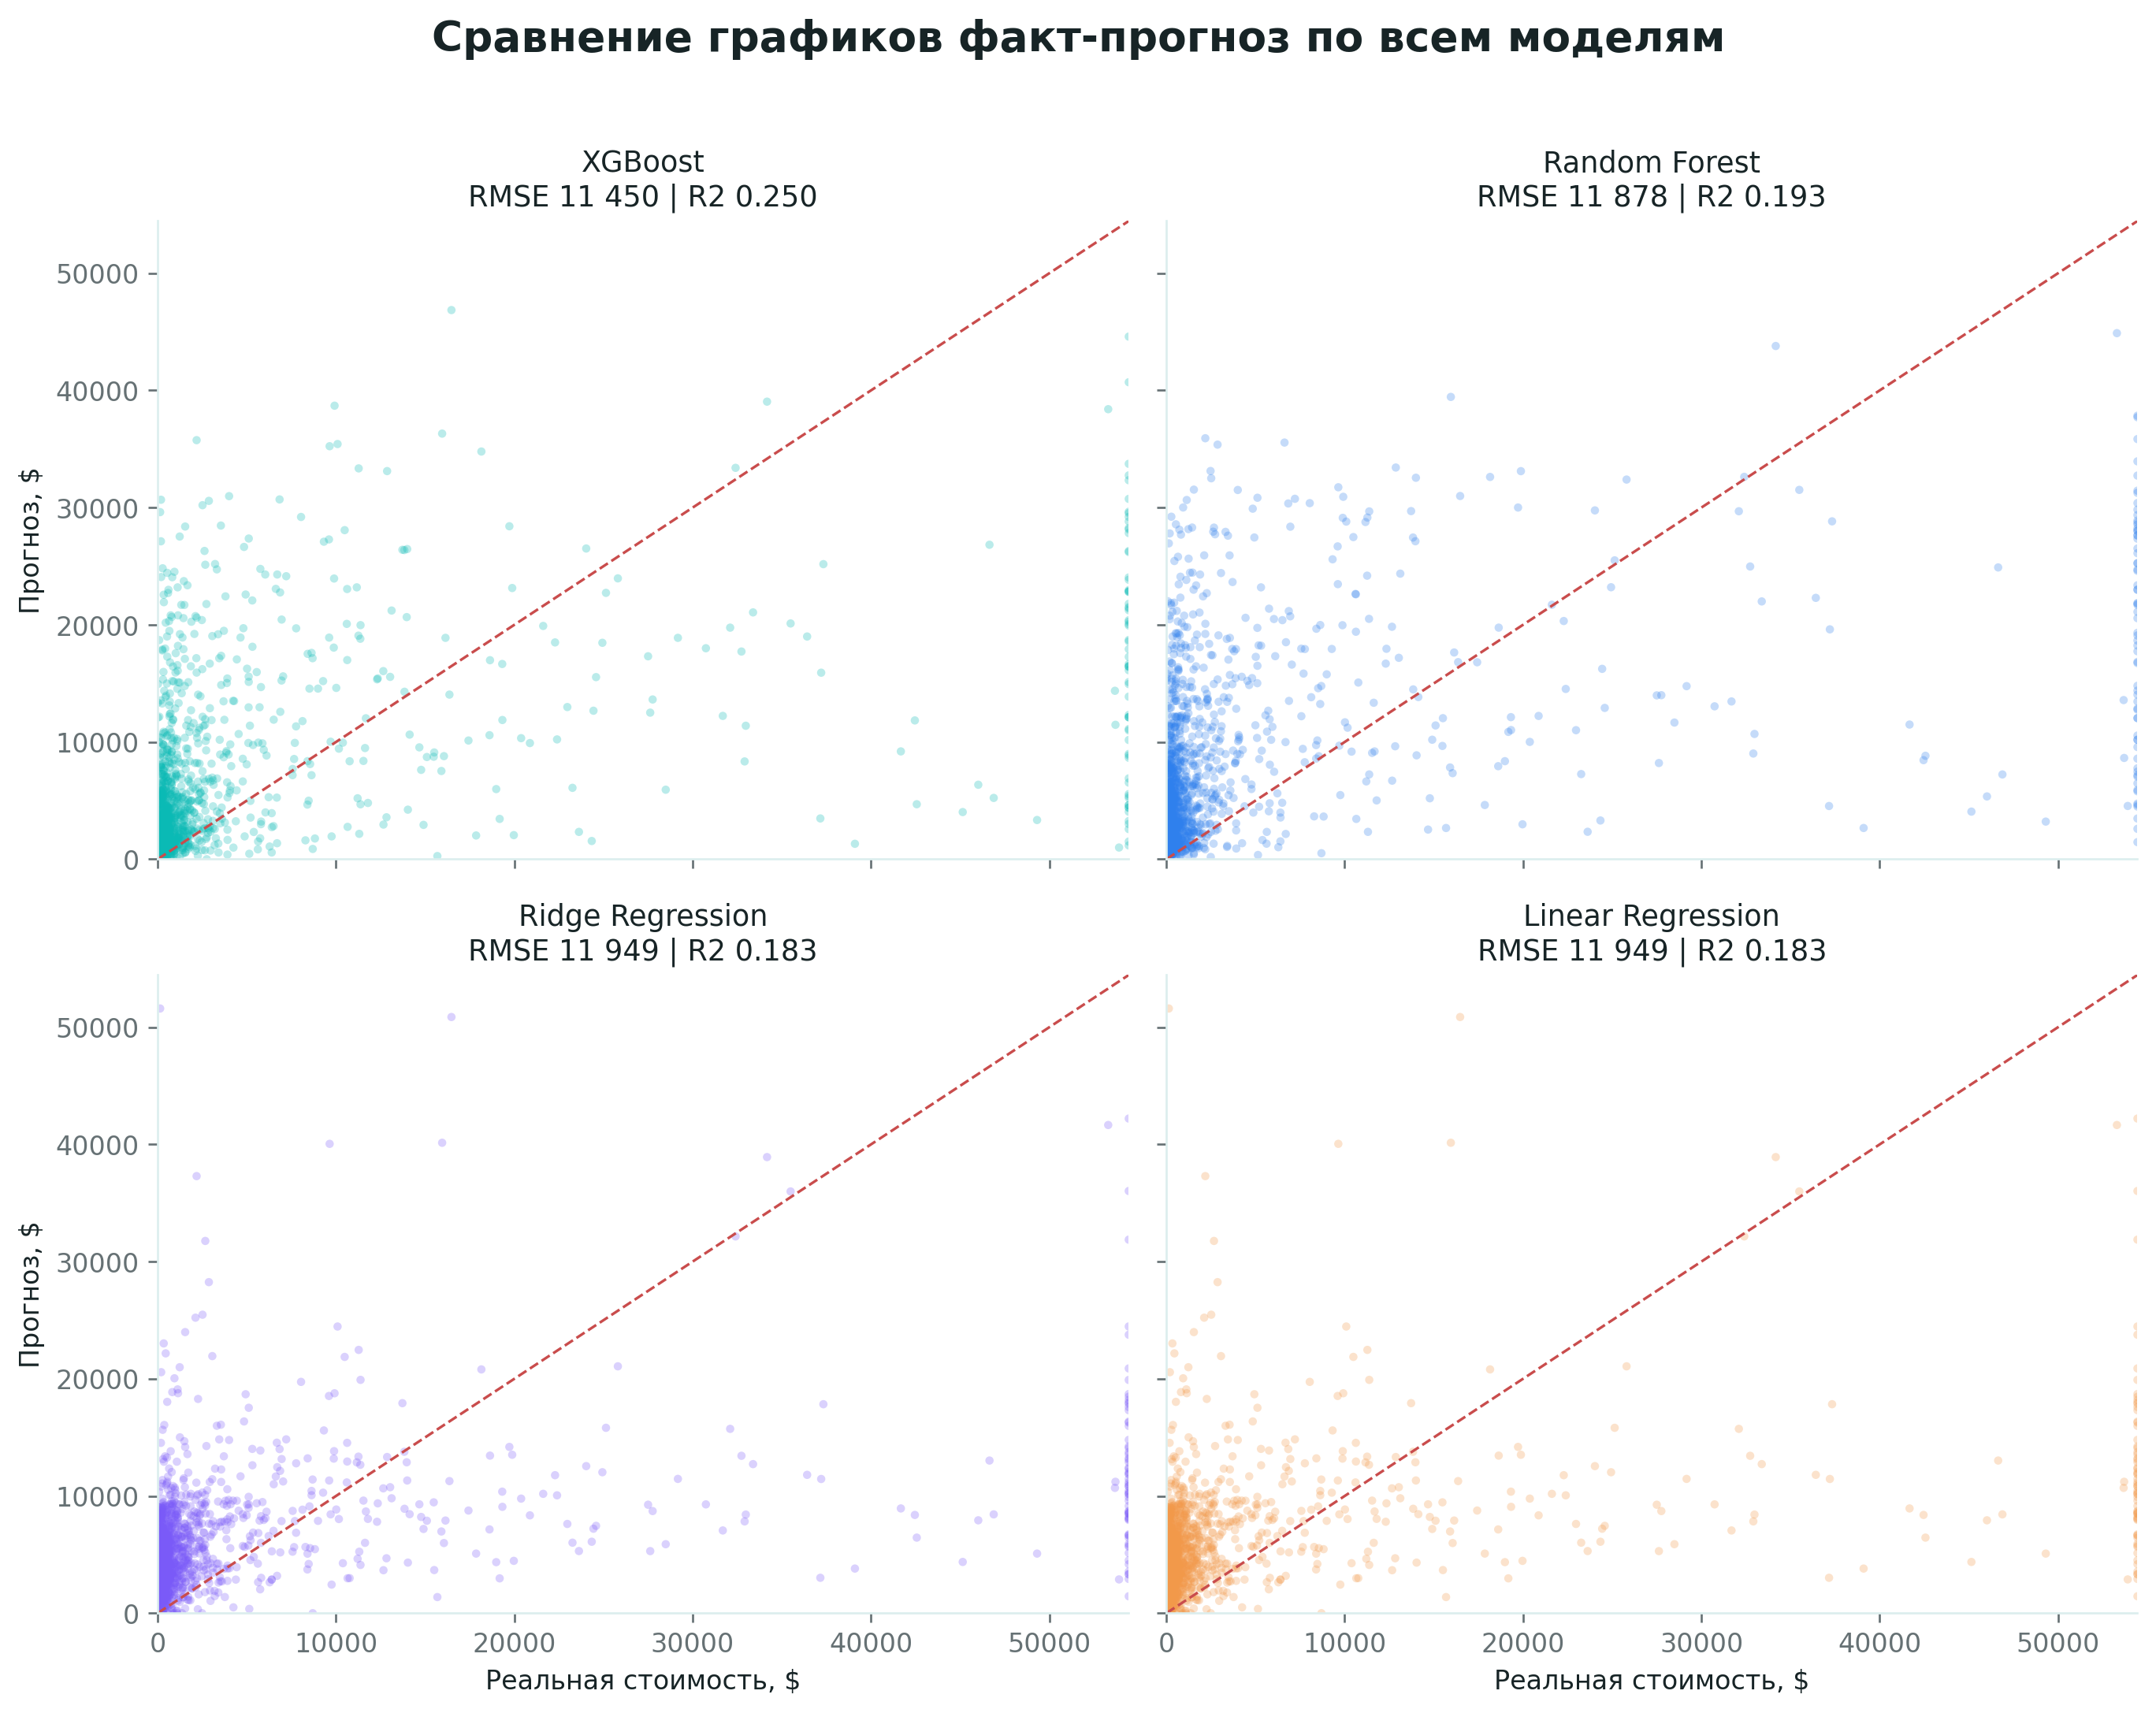 Сравнение графиков факт-прогноз по всем моделям
XGBoost
RMSE 11 450 | R2 0.250
Random Forest
RMSE 11 878 | R2 0.193
50000
40000
30000
20000
10000
0
Прогноз, $
Ridge Regression
RMSE 11 949 | R2 0.183
Linear Regression
RMSE 11 949 | R2 0.183
50000
40000
30000
20000
10000
0
Прогноз, $
0 10000 20000 30000 40000 50000
0 10000 20000 30000 40000 50000
Реальная стоимость, $
Реальная стоимость, $